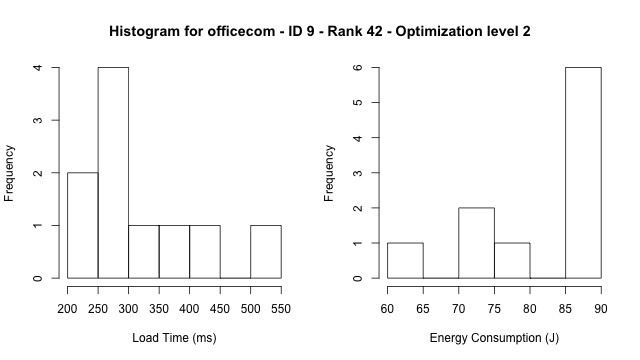 Histogram for officecom - ID 9 - Rank 42 - Optimization level 2
Frequency
4
3
2
1
0
200 250 300 350 400 450 500 550
Load Time (ms)
Frequency
6
5
4
3
2
1
0
60 65 70 75 80 85 90
Energy Consumption (J)